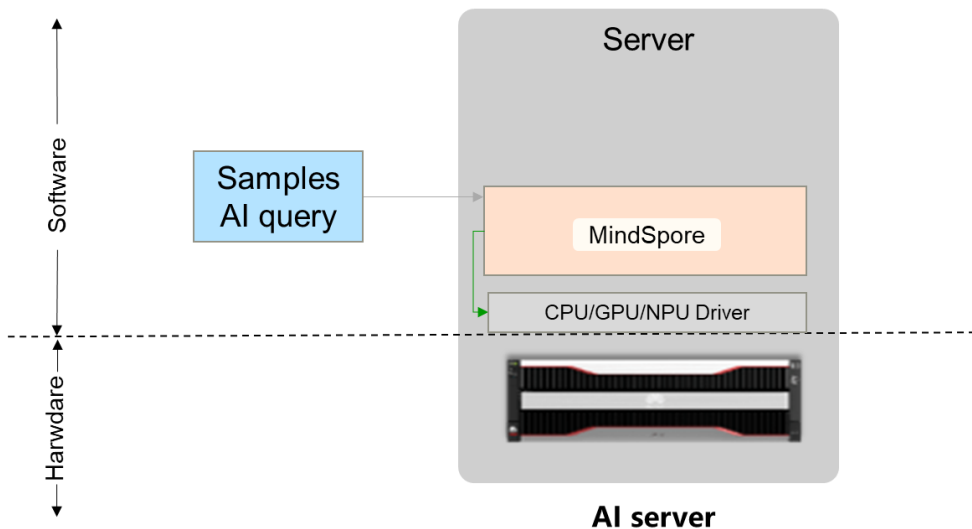 Server
Software
Samples
AI query
MindSpore
CPU/GPU/NPU Driver
Harwdare
AI server